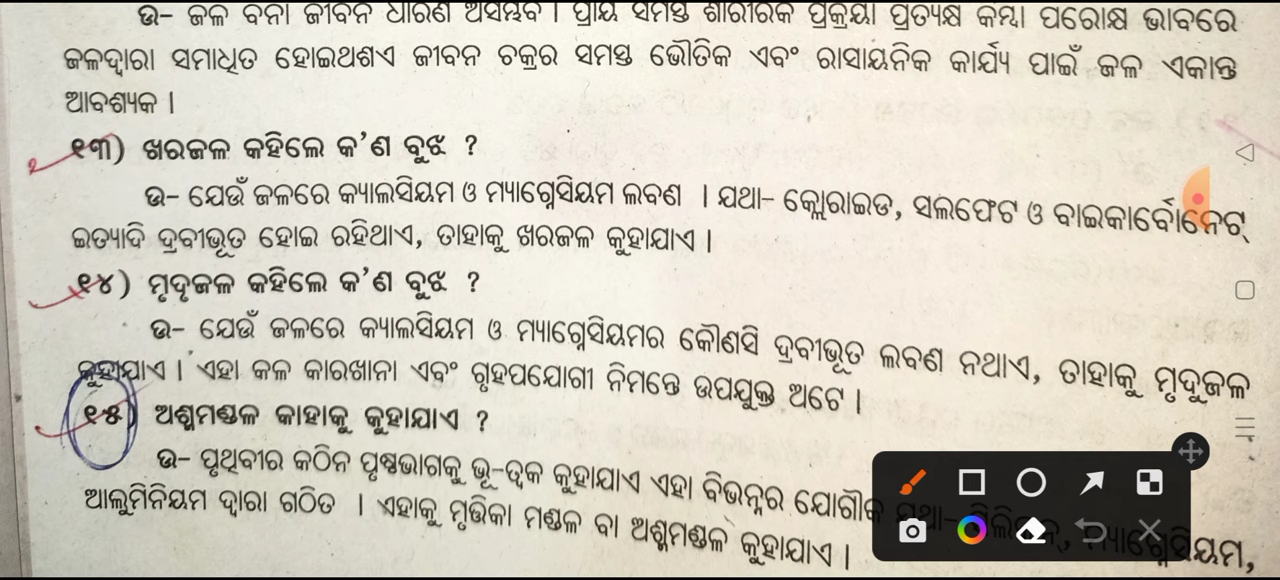 ଉ- ଜଳ ବିନା ଜୀବନ ଧାରଣ ଅସମ୍ଭବ । ପ୍ରାୟ ସମସ୍ତ ଶାରୀରିକ ପ୍ରକ୍ରିୟା ପ୍ରତ୍ୟକ୍ଷ କିମ୍ଭା ପରୋକ୍ଷ ଭାବରେ
ଜଳଦ୍ୱାରା ସମାଧିତ ହୋଇଥଶଏ ଜୀବନ ଚକ୍ରର ସମସ୍ତ ଭୌତିକ ଏବଂ ରାସାୟନିକ କାର୍ଯ୍ୟ ପାଇଁ ଜଳ ଏକାନ୍ତ
ଆବଶ୍ୟକ ।
୧୩) ଖରଜଳ କହିଲେ କ'ଣ ବୁଝ ?
ଉ- ଯେଉଁ ଜଳରେ କ୍ୟାଲସିୟମ ଓ ମ୍ୟାଗ୍ନେସିୟମ ଲବଣ । ଯଥା- କ୍ଲୋରାଇଡ, ସଲଫେଟ ଓ ବାଇକାର୍ବୋନେଟ୍
ଇତ୍ୟାଦି ଦ୍ରବୀଭୂତ ହୋଇ ରହିଥାଏ, ତାହାକୁ ଖରଜଳ କୁହାଯାଏ ।
୧୪) ମୃଦୃଜଳ କହିଲେ କ'ଣ ବୁଝ ?
ଉ- ଯେଉଁ ଜଳରେ କ୍ୟାଲସିୟମ ଓ ମ୍ୟାଗ୍ନେସିୟମର କୌଣସି ଦ୍ରବୀଭୂତ ଲବଣ ନଥାଏ, ତାହାକୁ ମୃଦୁଜଳ
କୁହାଯାଏ । ଏହା କଳ କାରଖାନା ଏବଂ ଗୃହପଯୋଗୀ ନିମନ୍ତେ ଉପଯୁକ୍ତ ଅଟେ ।
୧୫) ଅଶ୍ମମଣ୍ଡଳ କାହାକୁ କୁହାଯାଏ ?
ଉ- ପୃଥିବୀର କଠିନ ପୃଷ୍ଠଭାଗକୁ ଭୂ-ତ୍ୱକ କୁହାଯାଏ ଏହା ବିଭନ୍ନର ଯୋଗୀକ ଯଥା- ମ୍ୟାଗ୍ନେସିୟମ,
ଆଲୁମିନିୟମ ଦ୍ୱାରା ଗଠିତ । ଏହାକୁ ମୃତ୍ତିକା ମଣ୍ଡଳ ବା ଅଶ୍ମମଣ୍ଡଳ କୁହାଯାଏ ।